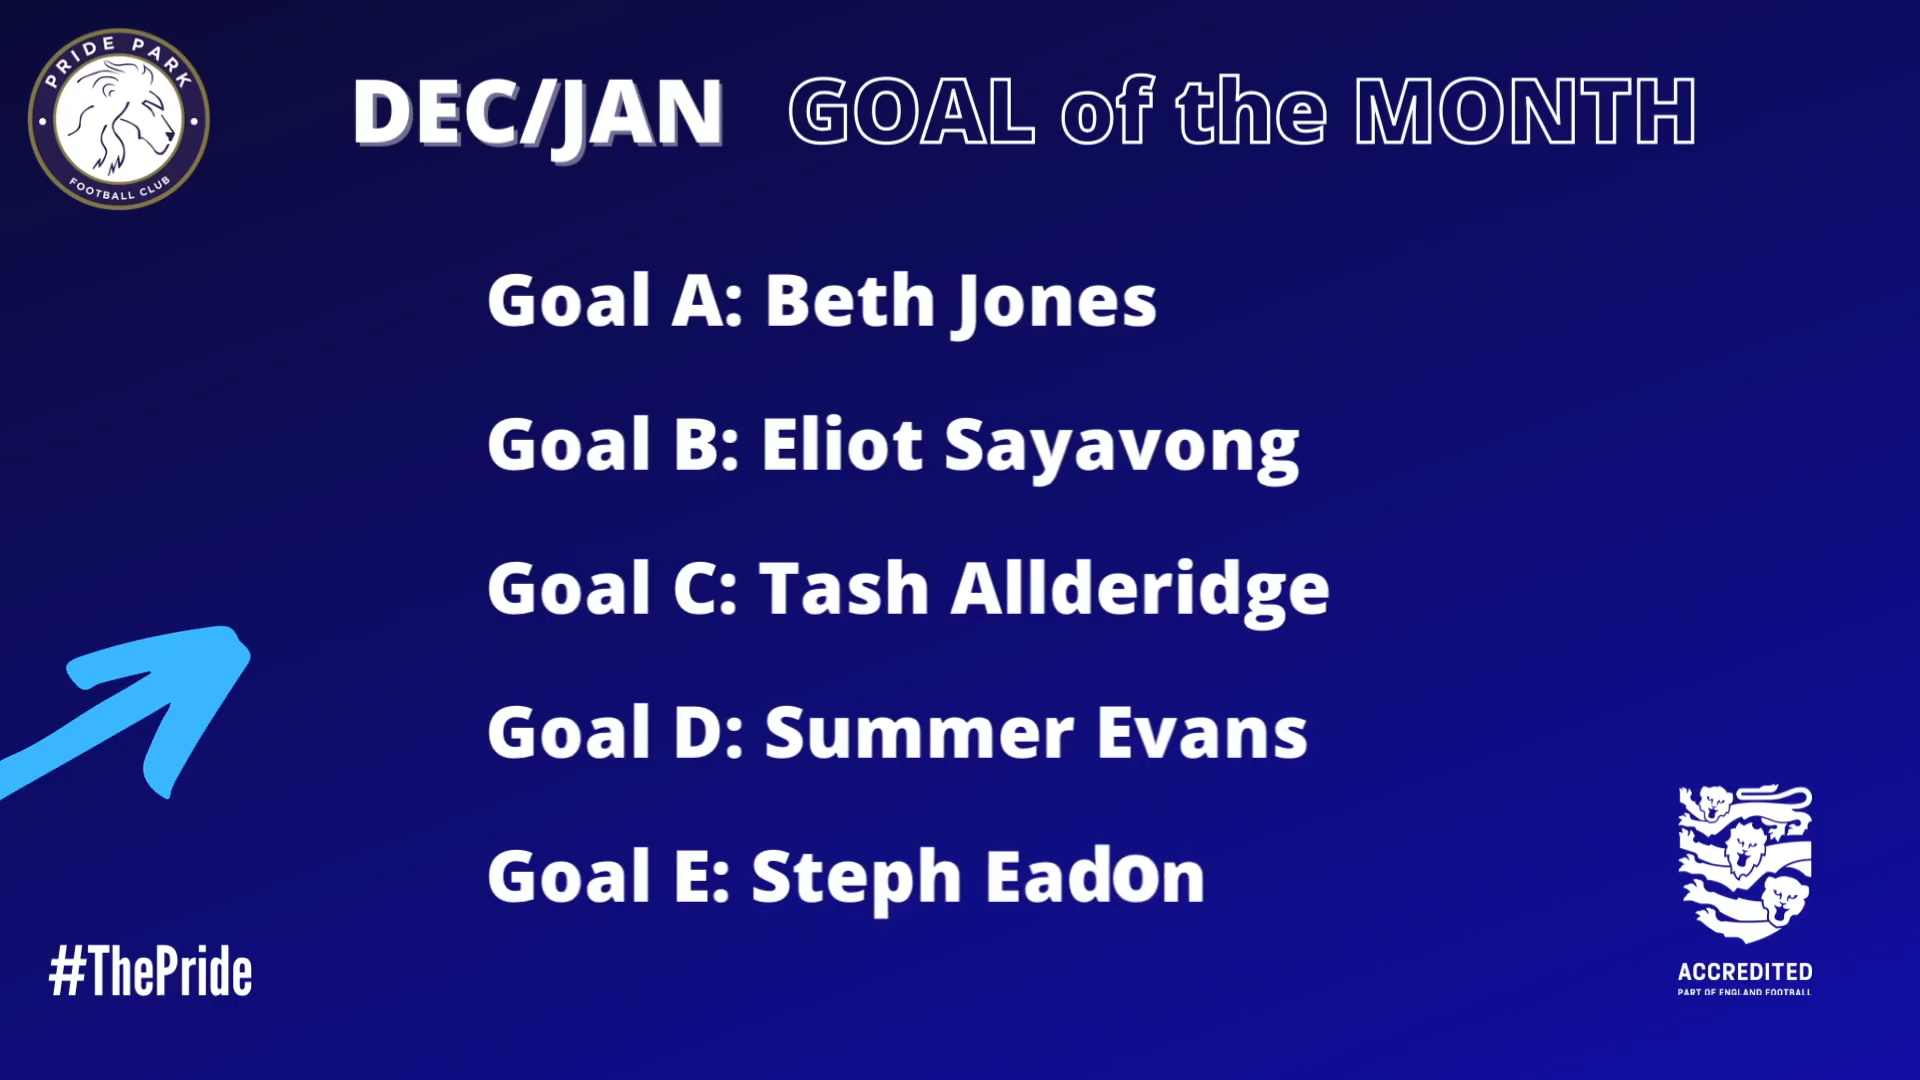 PRIDE PARK
FOOTBALL CLUB
DEC/JAN GOAL of the MONTH
Goal A: Beth Jones
Goal B: Eliot Sayavong
Goal C: Tash Allderidge
Goal D: Summer Evans
Goal E: Steph Eadon
#ThePride
ACCREDITED
PART OF ENGLAND FOOTBALL